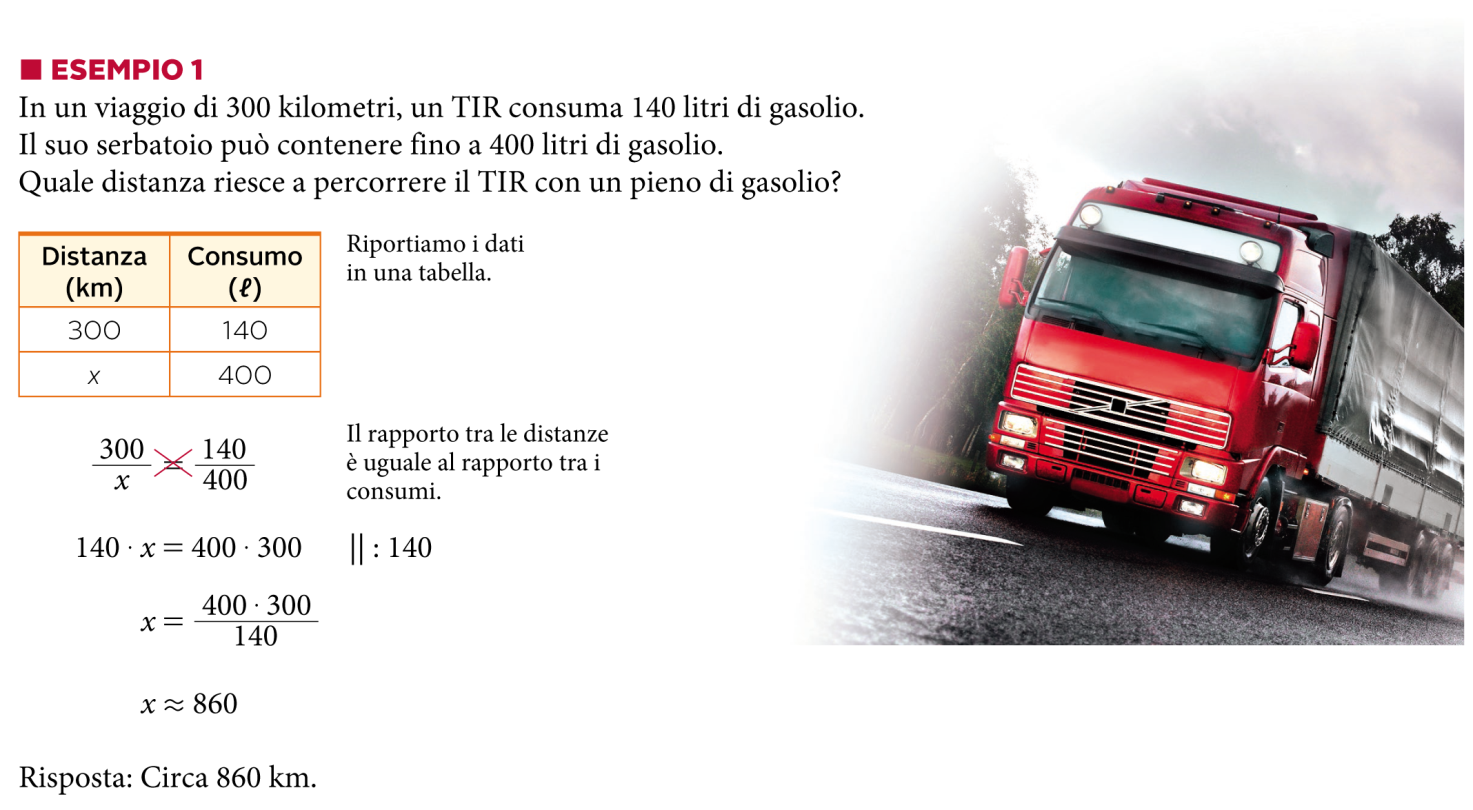 ■ ESEMPIO 1
In un viaggio di 300 kilometri, un TIR consuma 140 litri di gasolio.
Il suo serbatoio può contenere fino a 400 litri di gasolio.
Quale distanza riesce a percorrere il TIR con un pieno di gasolio?
Distanza (km) Consumo (ℓ)
300 140
x 400
Riportiamo i dati
in una tabella.
300/x = 140/400
Il rapporto tra le distanze
è uguale al rapporto tra i
consumi.
140 · x = 400 · 300 || : 140
x = 400 · 300 / 140
x ≈ 860
Risposta: Circa 860 km.